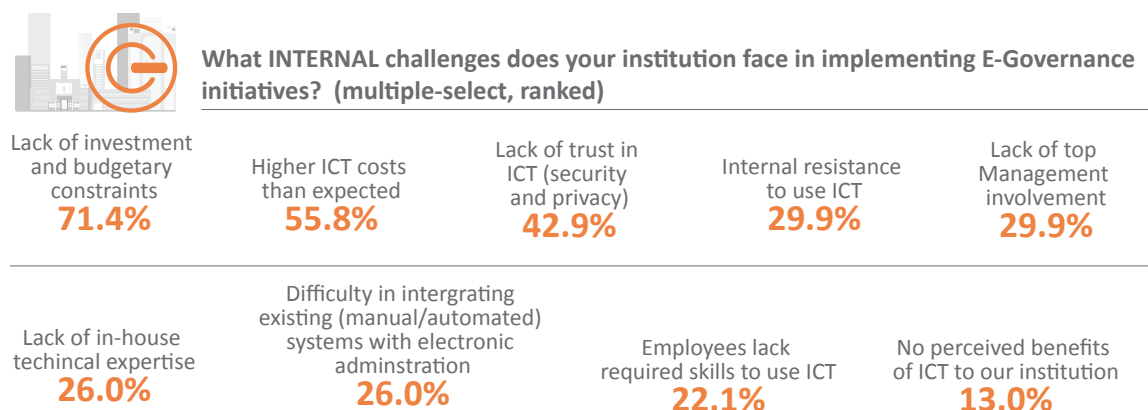 What INTERNAL challenges does your institution face in implementing E-Governance
initiatives?  (multiple-select, ranked)
Lack of investment
and budgetary
constraints
71.4%
Higher ICT costs
than expected
55.8%
Lack of trust in
ICT (security
and privacy)
42.9%
Internal resistance
to use ICT
29.9%
Lack of top
Management
involvement
29.9%
Lack of in-house
techincal expertise
26.0%
Difficulty in intergrating
existing (manual/automated)
systems with electronic
adminstration
26.0%
Employees lack
required skills to use ICT
22.1%
No perceived benefits
of ICT to our institution
13.0%